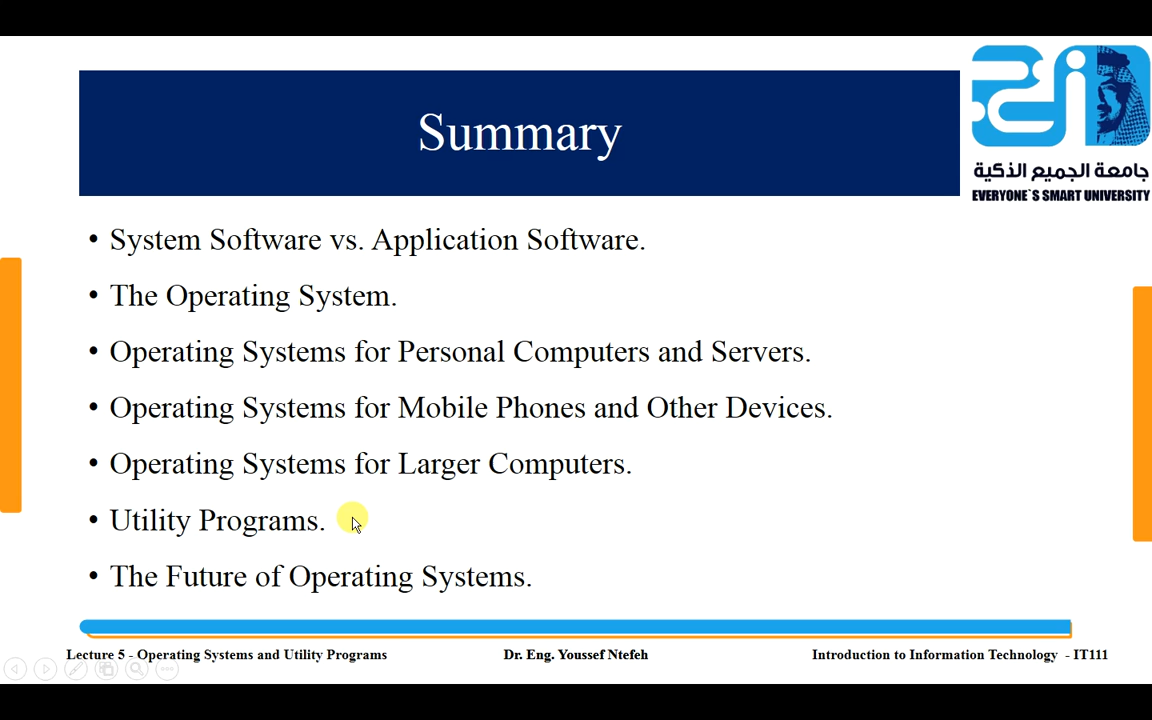 Summary
جامعة الجميع الذكية
EVERYONE`S SMART UNIVERSITY
• System Software vs. Application Software.
• The Operating System.
• Operating Systems for Personal Computers and Servers.
• Operating Systems for Mobile Phones and Other Devices.
• Operating Systems for Larger Computers.
• Utility Programs.
• The Future of Operating Systems.
Lecture 5 - Operating Systems and Utility Programs
Dr. Eng. Youssef Ntefeh
Introduction to Information Technology - IT111